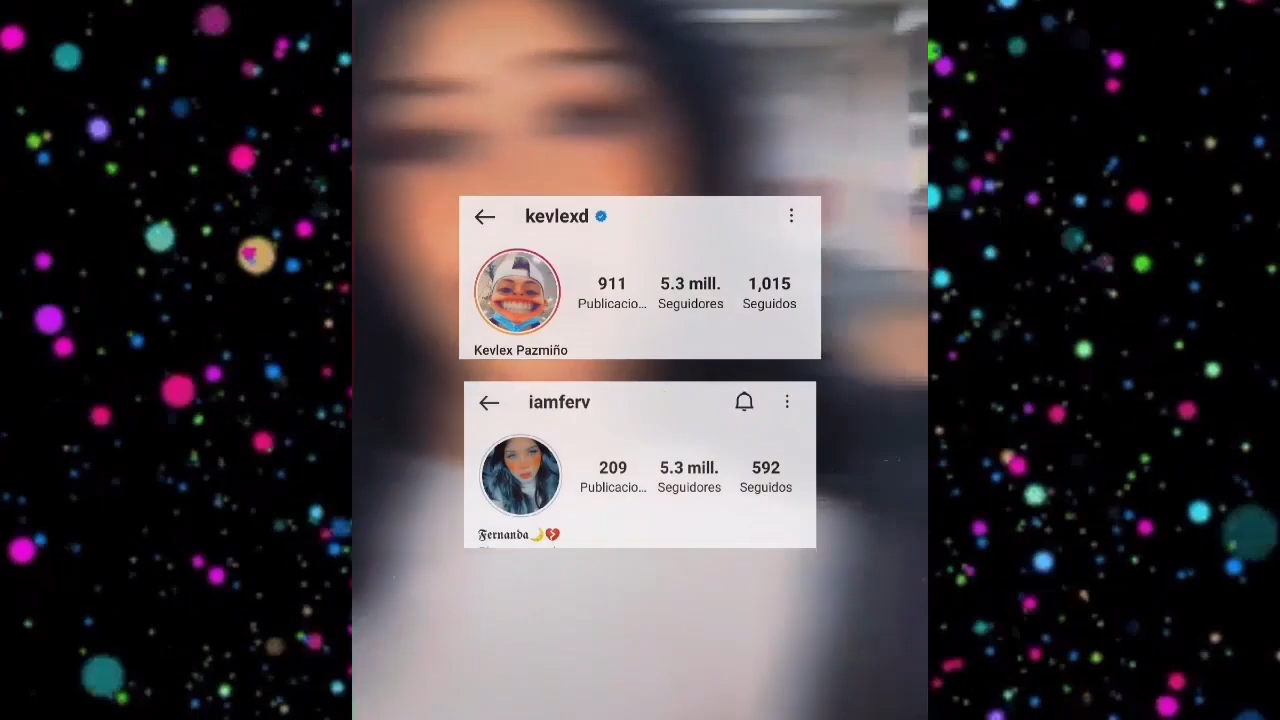 kevlexd
911 5.3 mill. 1,015
Publicacio... Seguidores Seguidos
Kevlex Pazmiño
iamferv
209 5.3 mill. 592
Publicacio... Seguidores Seguidos
𝕱ernanda🌙💔